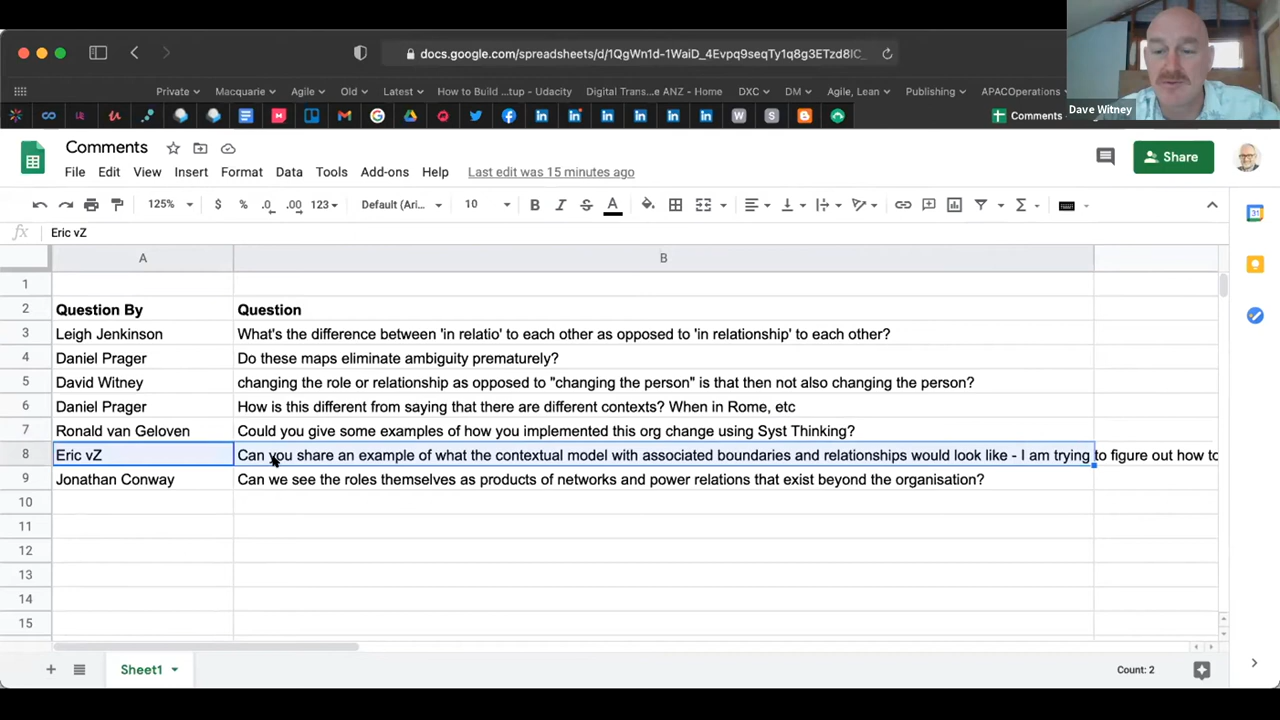 docs.google.com/spreadsheets/d/1QgWn1d-1WaiD_4Evpq9seqTy1q8g3ETzd8IC_
Private Macquarie Agile Old Latest How to Build ...tup - Udacity Digital Trans... e ANZ - Home DXC DM Agile, Lean Publishing APACOperations
Dave Witney
Comments
Comments
File Edit View Insert Format Data Tools Add-ons Help Last edit was 15 minutes ago
Share
125% $ % .0 .00 123 Default (Ari... 10 B I S A
fx Eric vZ
A B
1
2 Question By Question
3 Leigh Jenkinson What's the difference between 'in relatio' to each other as opposed to 'in relationship' to each other?
4 Daniel Prager Do these maps eliminate ambiguity prematurely?
5 David Witney changing the role or relationship as opposed to "changing the person" is that then not also changing the person?
6 Daniel Prager How is this different from saying that there are different contexts? When in Rome, etc
7 Ronald van Geloven Could you give some examples of how you implemented this org change using Syst Thinking?
8 Eric vZ Can you share an example of what the contextual model with associated boundaries and relationships would look like - I am trying to figure out how to
9 Jonathan Conway Can we see the roles themselves as products of networks and power relations that exist beyond the organisation?
10
11
12
13
14
15
Sheet1
Count: 2